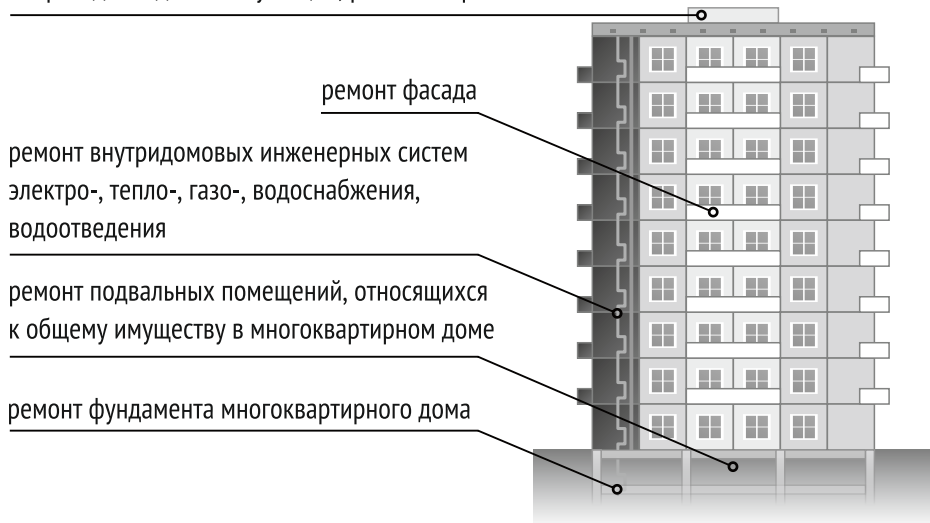 ремонт фасада
ремонт внутридомовых инженерных систем
электро-, тепло-, газо-, водоснабжения,
водоотведения
ремонт подвальных помещений, относящихся
к общему имуществу в многоквартирном доме
ремонт фундамента многоквартирного дома